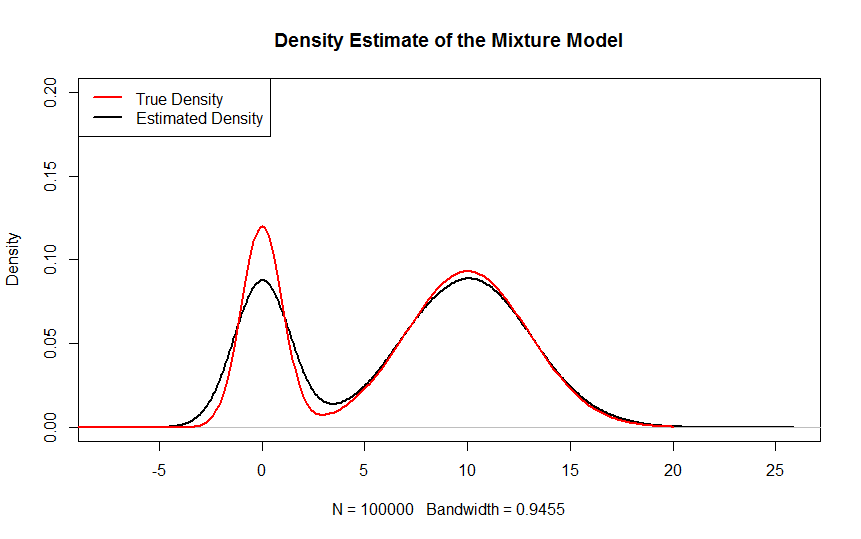 Density Estimate of the Mixture Model
True Density
Estimated Density
Density
0.20
0.15
0.10
0.05
0.00
-5 0 5 10 15 20 25
N = 100000 Bandwidth = 0.9455